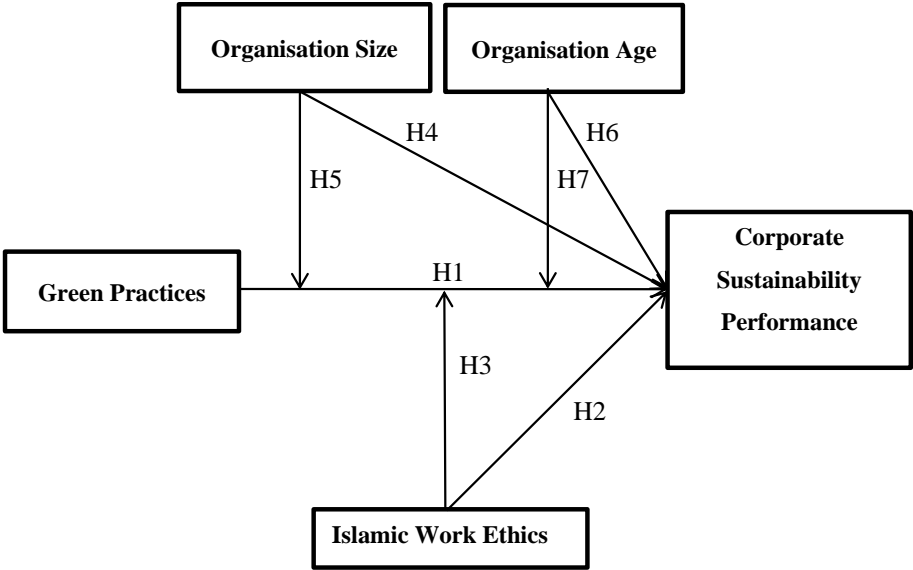 Organisation Size
Organisation Age
H4
H6
H5
H7
Corporate
Sustainability
Performance
Green Practices
H1
H3
H2
Islamic Work Ethics